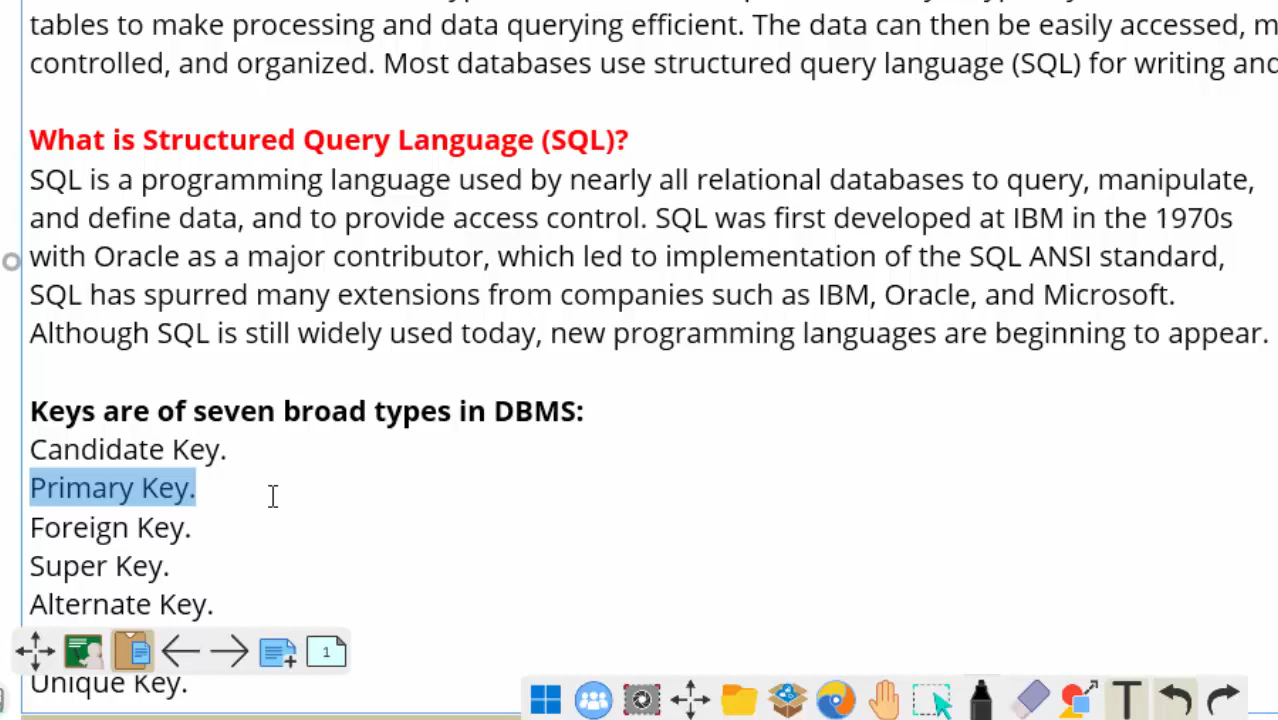 tables to make processing and data querying efficient. The data can then be easily accessed, m
controlled, and organized. Most databases use structured query language (SQL) for writing and
What is Structured Query Language (SQL)?
SQL is a programming language used by nearly all relational databases to query, manipulate,
and define data, and to provide access control. SQL was first developed at IBM in the 1970s
with Oracle as a major contributor, which led to implementation of the SQL ANSI standard,
SQL has spurred many extensions from companies such as IBM, Oracle, and Microsoft.
Although SQL is still widely used today, new programming languages are beginning to appear.
Keys are of seven broad types in DBMS:
Candidate Key.
Primary Key.
Foreign Key.
Super Key.
Alternate Key.
1
Unique Key.
T